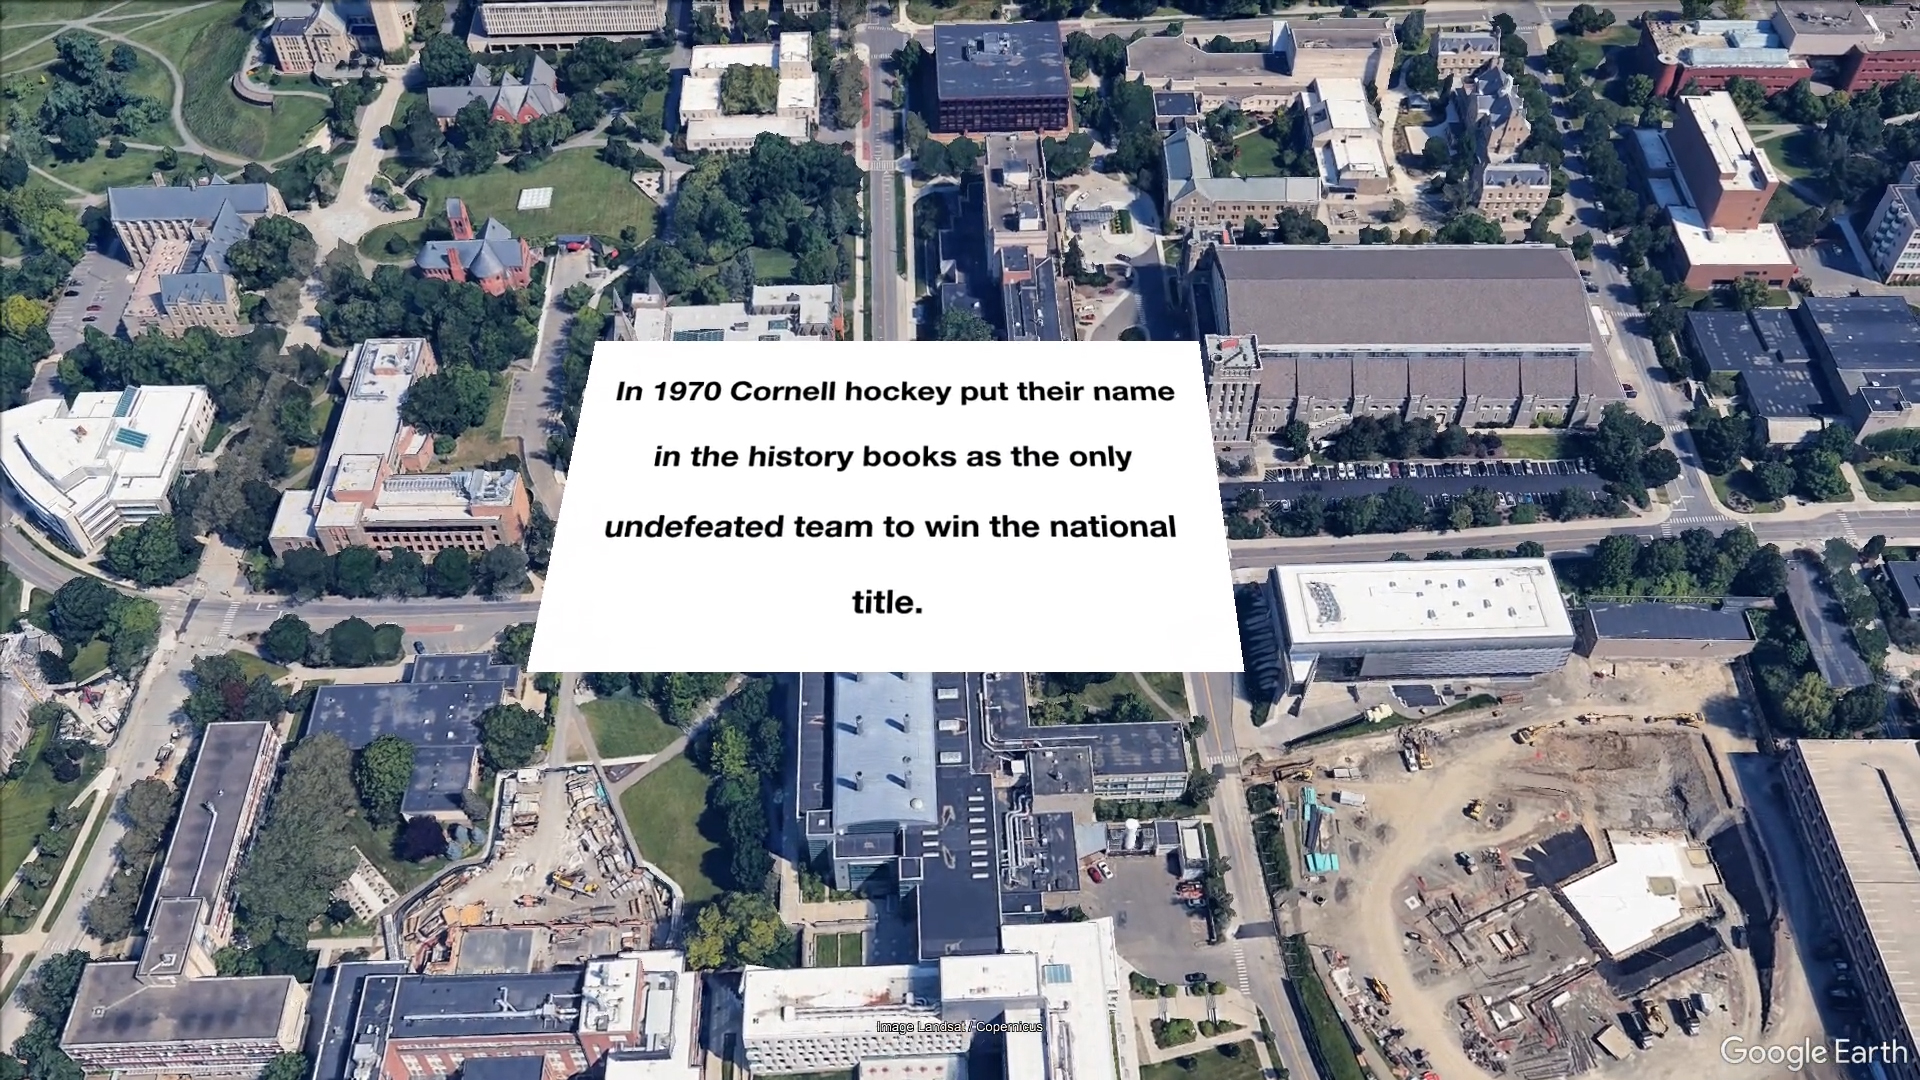 In 1970 Cornell hockey put their name
in the history books as the only
undefeated team to win the national
title.
Image Landsat / Copernicus
Google Earth